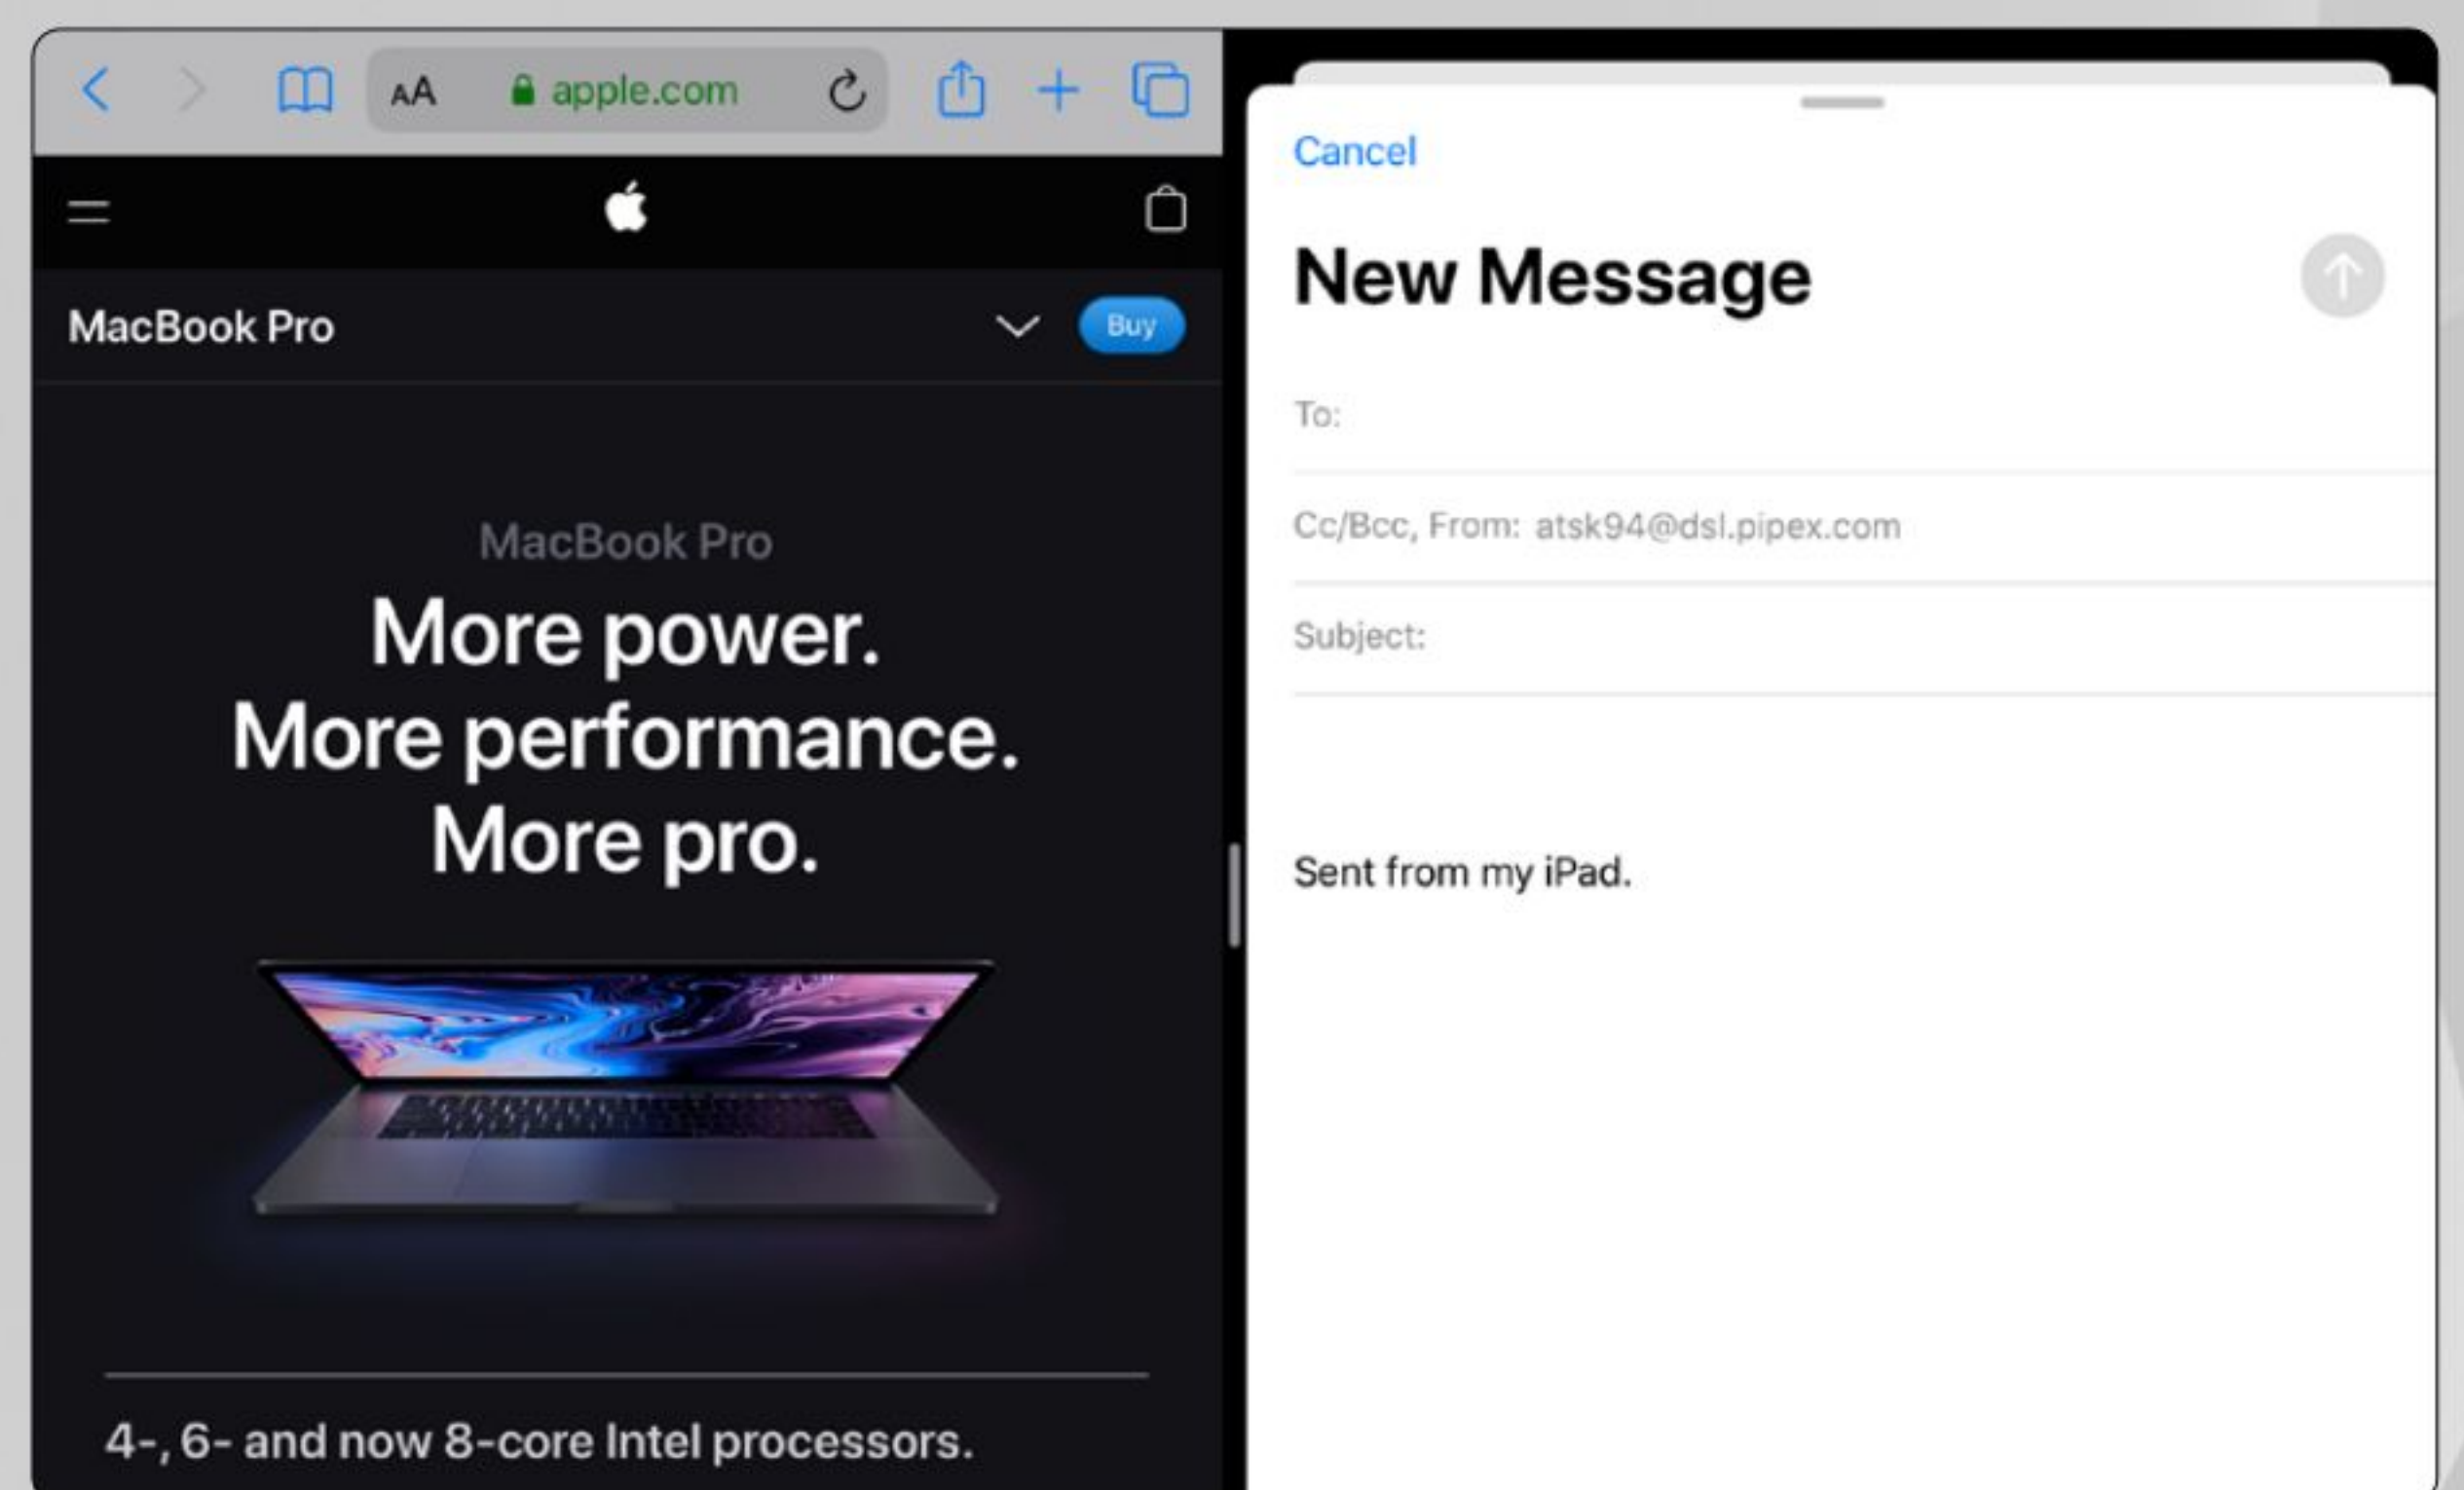 AA apple.com
MacBook Pro
Buy
MacBook Pro
More power.
More performance.
More pro.
4-, 6- and now 8-core Intel processors.
Cancel
New Message
To:
Cc/Bcc, From: atsk94@dsl.pipex.com
Subject:
Sent from my iPad.